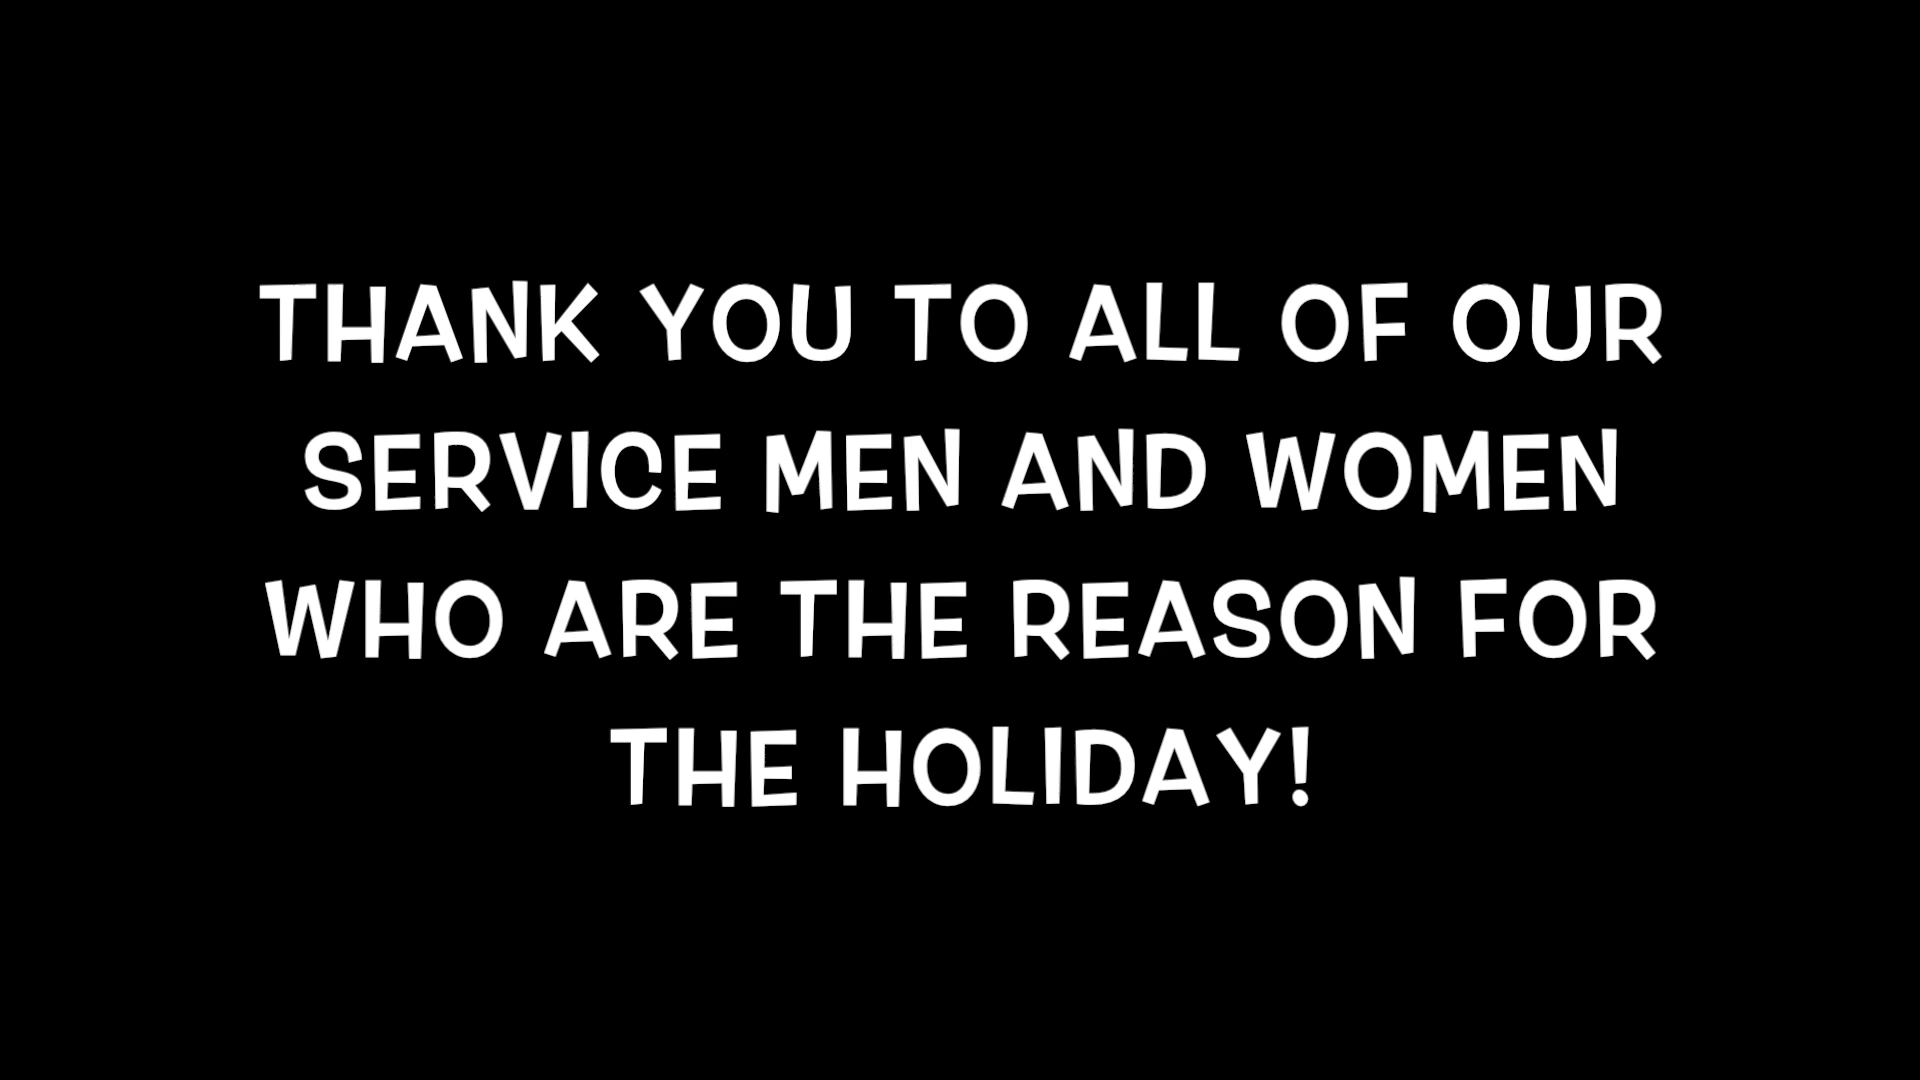 THANK YOU TO ALL OF OUR
SERVICE MEN AND WOMEN
WHO ARE THE REASON FOR
THE HOLIDAY!